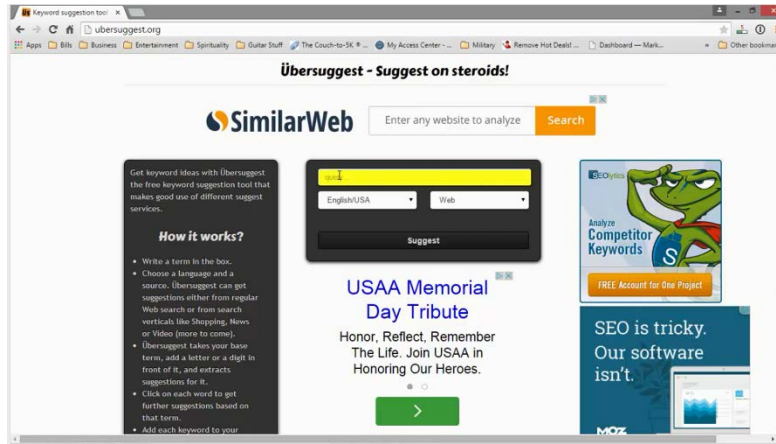 Keyword suggestion tool
ubersuggest.org
Apps Bills Business Entertainment Spirituality Guitar Stuff The Couch-to-5K ® ... My Access Center - ... Military Remove Hot Deals! ... Dashboard — Mark... » Other bookmar
Übersuggest - Suggest on steroids!
SimilarWeb
Enter any website to analyze
Search
Get keyword ideas with Übersuggest
the free keyword suggestion tool that
makes good use of different suggest
services.
How it works?
• Write a term in the box.
• Choose a language and a
source. Übersuggest can get
suggestions either from regular
Web search or from search
verticals like Shopping, News
or Video (more to come).
• Übersuggest takes your base
term, add a letter or a digit in
front of it, and extracts
suggestions for it.
• Click on each word to get
further suggestions based on
that term.
• Add each keyword to your
English/USA
Web
Suggest
USAA Memorial
Day Tribute
Honor, Reflect, Remember
The Life. Join USAA in
Honoring Our Heroes.
SEOlytics
Analyze
Competitor
Keywords
S
FREE Account for One Project
SEO is tricky.
Our software
isn't.
MOZ